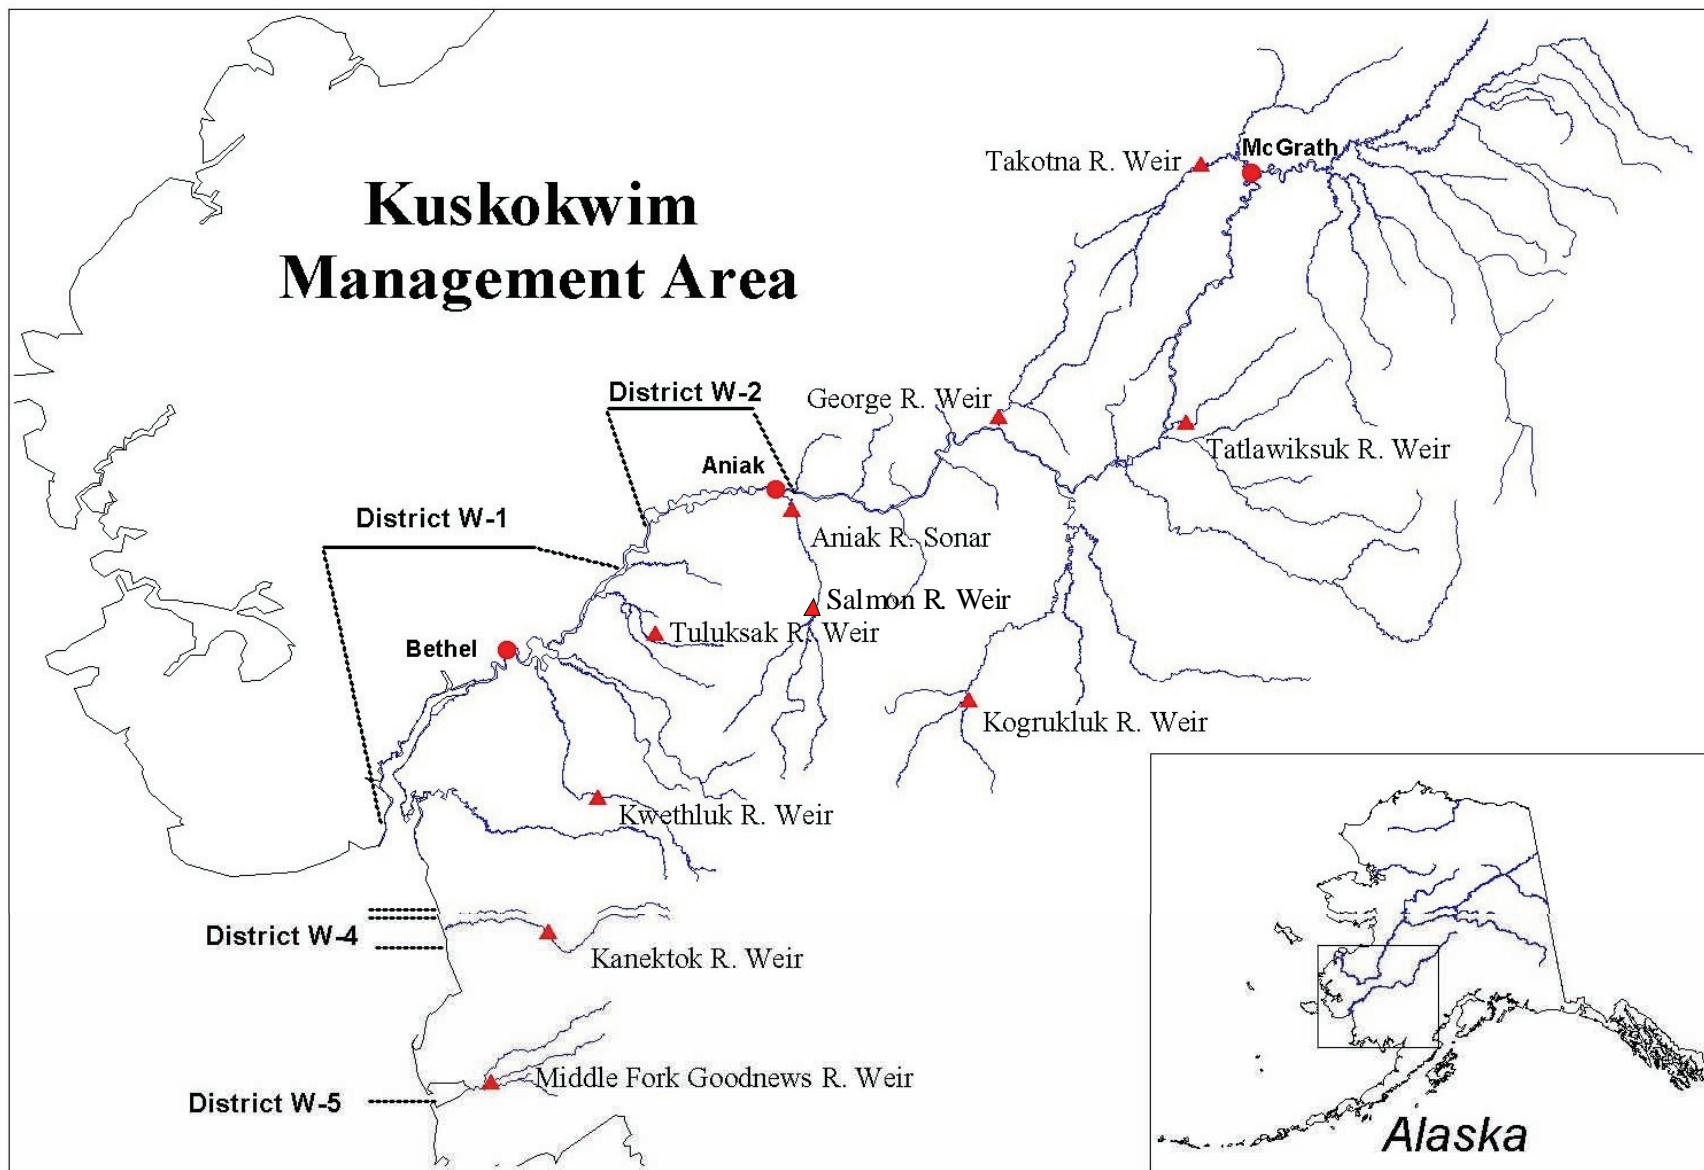 Kuskokwim
Management Area
McGrath
Takotna R. Weir
District W-2
George R. Weir
Tatlawiksuk R. Weir
Aniak
District W-1
Aniak R. Sonar
Salmon R. Weir
Tuluksak R. Weir
Bethel
Kogrukluk R. Weir
Kwethluk R. Weir
District W-4
Kanektok R. Weir
Middle Fork Goodnews R. Weir
District W-5
Alaska